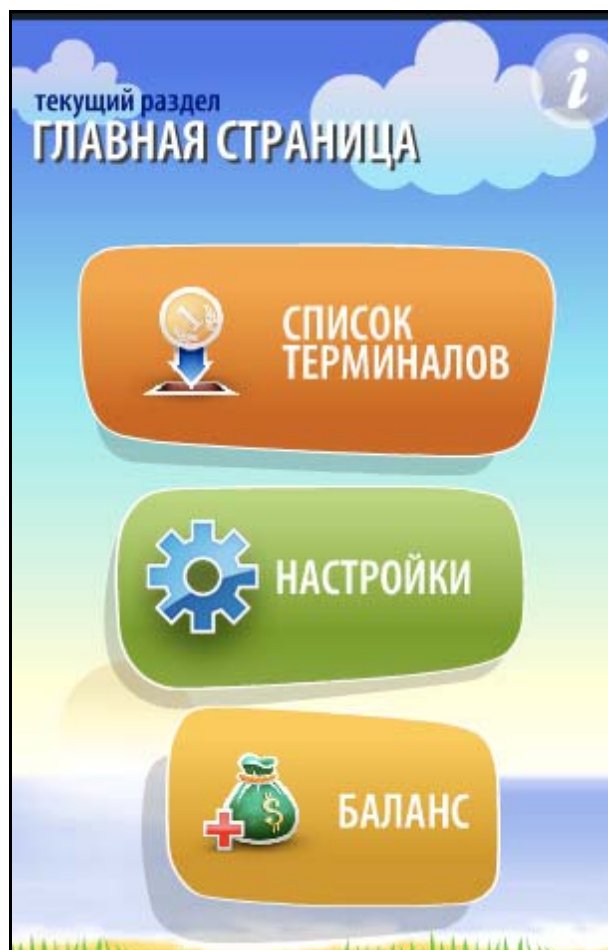 текущий раздел
ГЛАВНАЯ СТРАНИЦА
i
СПИСОК
ТЕРМИНАЛОВ
НАСТРОЙКИ
$
БАЛАНС